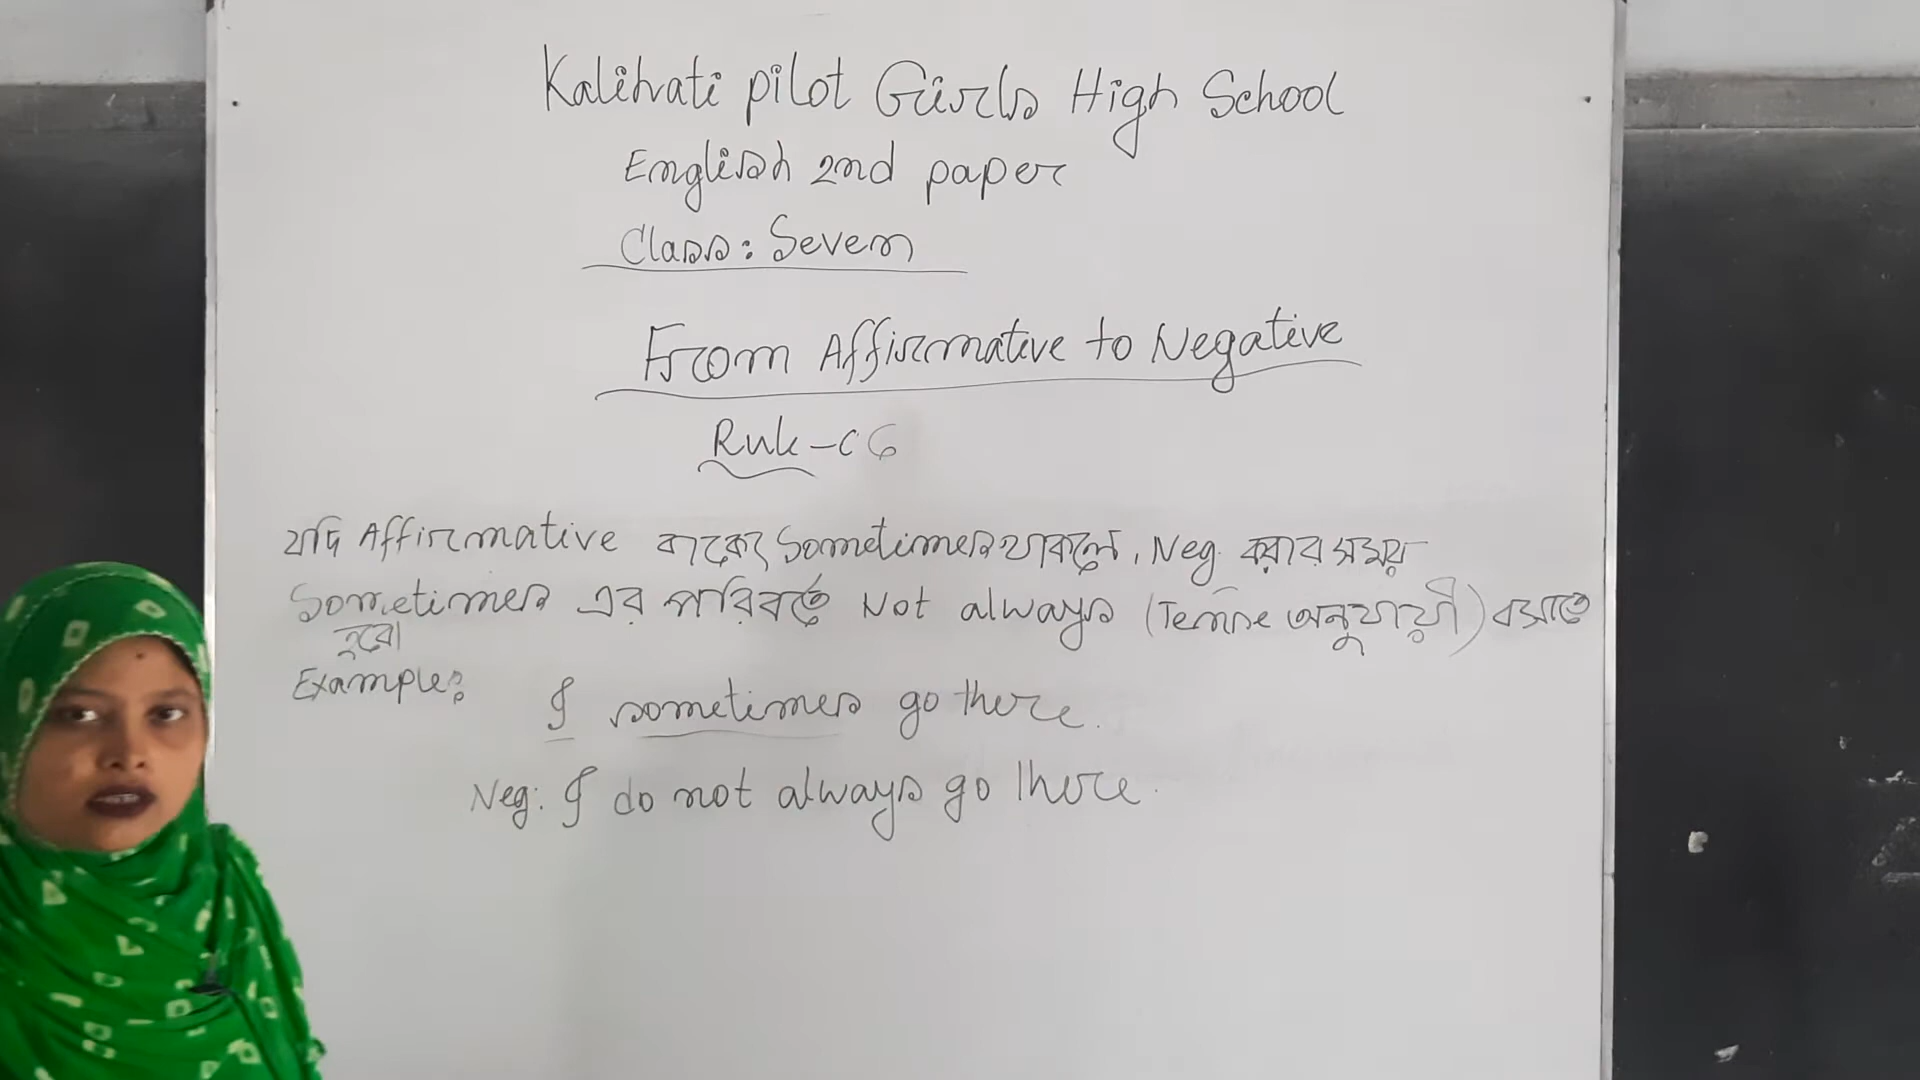 Kalihati pilot Girls High School
English 2nd paper
Class: Seven
From Affirmative to Negative
Rule-06
যদি Affirmative বাক্যে Sometimes থাকলে, Neg. করার সময়
Sometimes এর পরিবর্তে Not always (Tense অনুযায়ী) বসাতে
হবে।
Example: I sometimes go there.
Neg: I do not always go there.